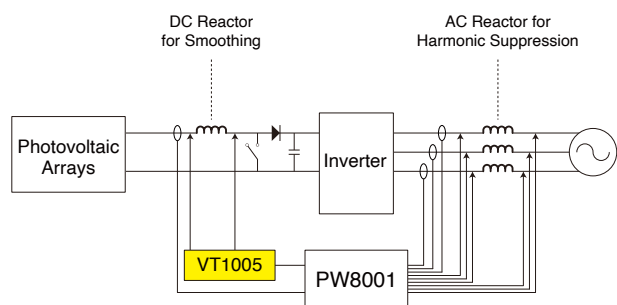 DC Reactor
for Smoothing
AC Reactor for
Harmonic Suppression
Photovoltaic
Arrays
Inverter
VT1005
PW8001